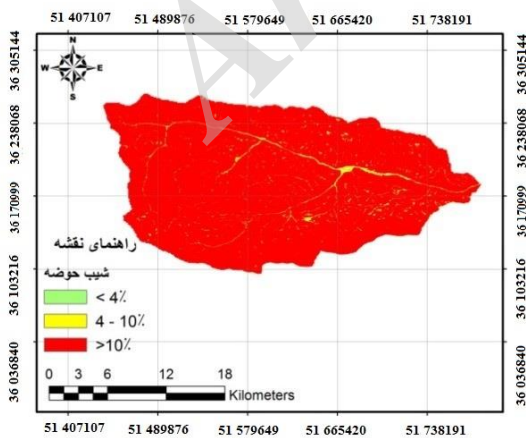 51 407107 51 489876 51 579649 51 665420 51 738191
36 305144 36 305144
N
W E
S
36 238068 36 238068
36 170099 36 170099
راهنمای نقشه
شیب حوضه
36 103216 36 103216
< 4٪
4 - 10٪
>10٪
36 036840 36 036840
0 3 6 12 18
Kilometers
51 407107 51 489876 51 579649 51 665420 51 738191